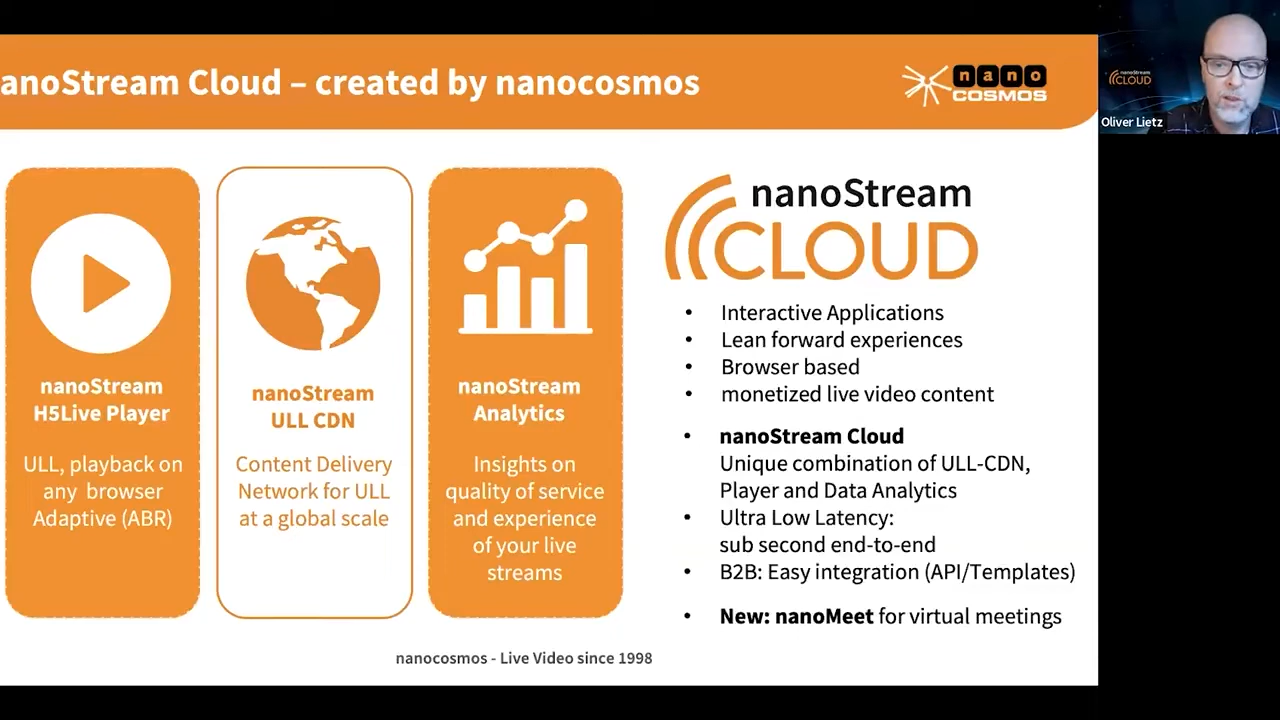 anoStream Cloud – created by nanocosmos
nano
COSMOS
nanoStream
CLOUD
Oliver Lietz
nanoStream
H5Live Player
ULL, playback on
any browser
Adaptive (ABR)
nanoStream
ULL CDN
Content Delivery
Network for ULL
at a global scale
nanoStream
Analytics
Insights on
quality of service
and experience
of your live
streams
nanoStream
CLOUD
• Interactive Applications
• Lean forward experiences
• Browser based
• monetized live video content
• nanoStream Cloud
Unique combination of ULL-CDN,
Player and Data Analytics
• Ultra Low Latency:
sub second end-to-end
• B2B: Easy integration (API/Templates)
• New: nanoMeet for virtual meetings
nanocosmos - Live Video since 1998